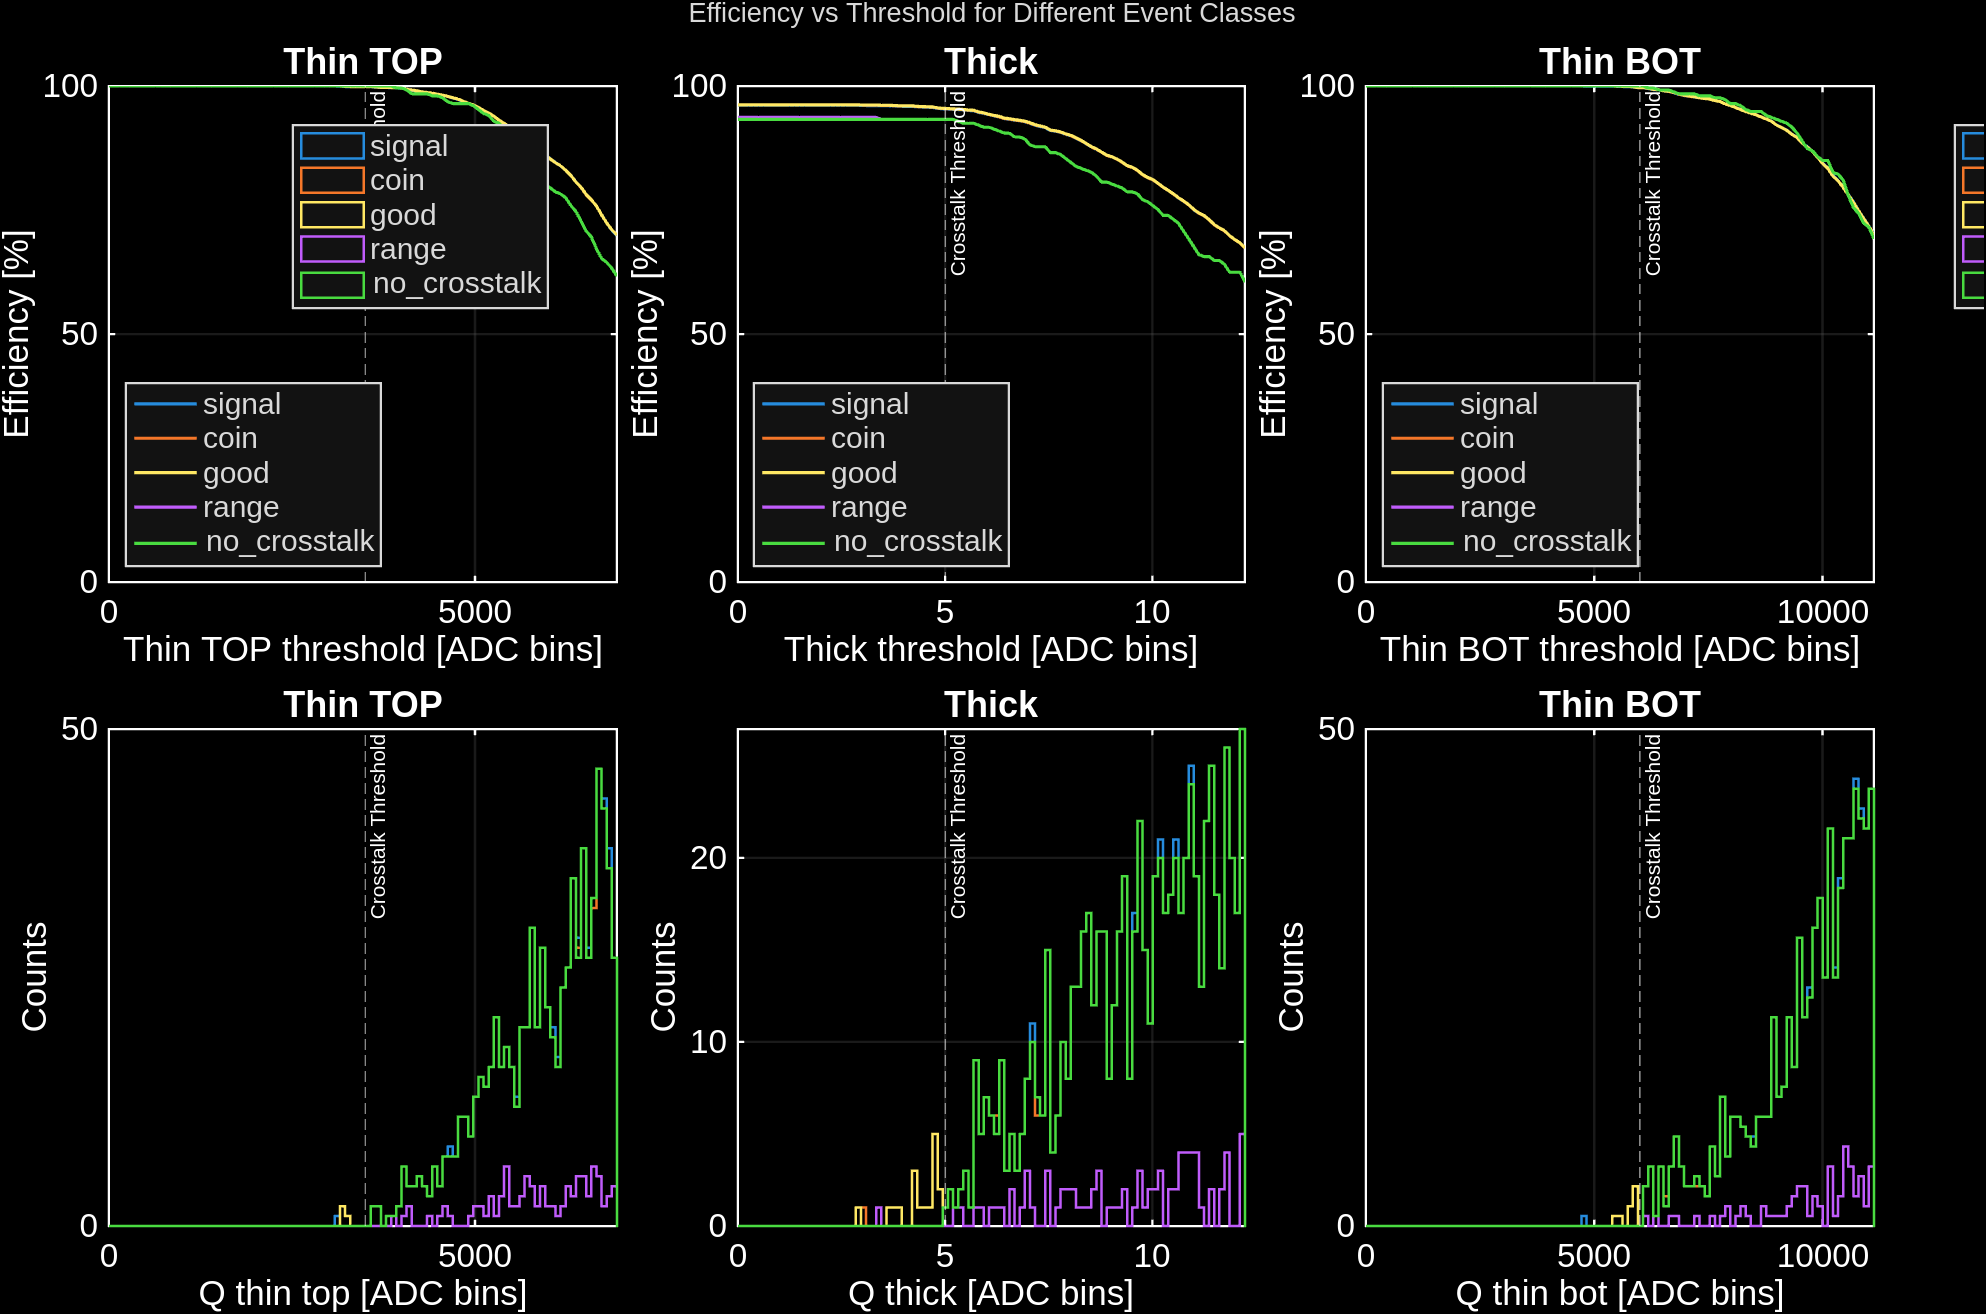 Efficiency vs Threshold for Different Event Classes
Thin TOP
Thick
Thin BOT
100
50
0
Efficiency [%]
hold
signal
coin
good
range
no_crosstalk
signal
coin
good
range
no_crosstalk
0
5000
Thin TOP threshold [ADC bins]
100
50
0
Efficiency [%]
Crosstalk Threshold
signal
coin
good
range
no_crosstalk
0
5
10
Thick threshold [ADC bins]
100
50
0
Efficiency [%]
Crosstalk Threshold
signal
coin
good
range
no_crosstalk
0
5000
10000
Thin BOT threshold [ADC bins]
Thin TOP
50
0
Counts
Crosstalk Threshold
0
5000
Q thin top [ADC bins]
Thick
20
10
0
Counts
Crosstalk Threshold
0
5
10
Q thick [ADC bins]
Thin BOT
50
0
Counts
Crosstalk Threshold
0
5000
10000
Q thin bot [ADC bins]